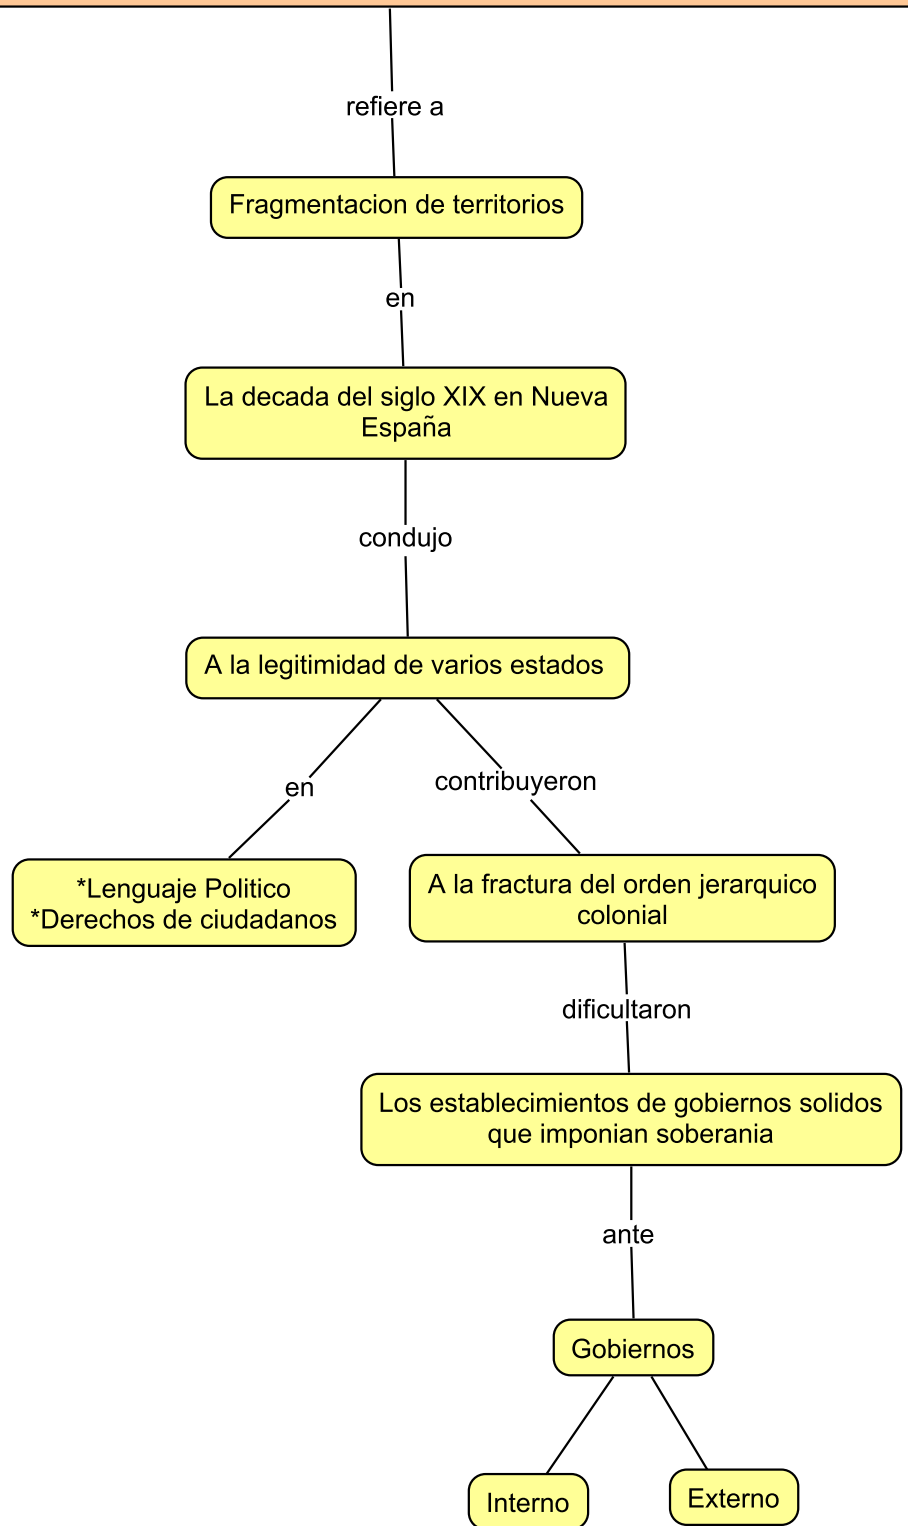 refiere a
Fragmentacion de territorios
en
La decada del siglo XIX en Nueva
España
condujo
A la legitimidad de varios estados
en
contribuyeron
*Lenguaje Politico
*Derechos de ciudadanos
A la fractura del orden jerarquico
colonial
dificultaron
Los establecimientos de gobiernos solidos
que imponian soberania
ante
Gobiernos
Interno
Externo